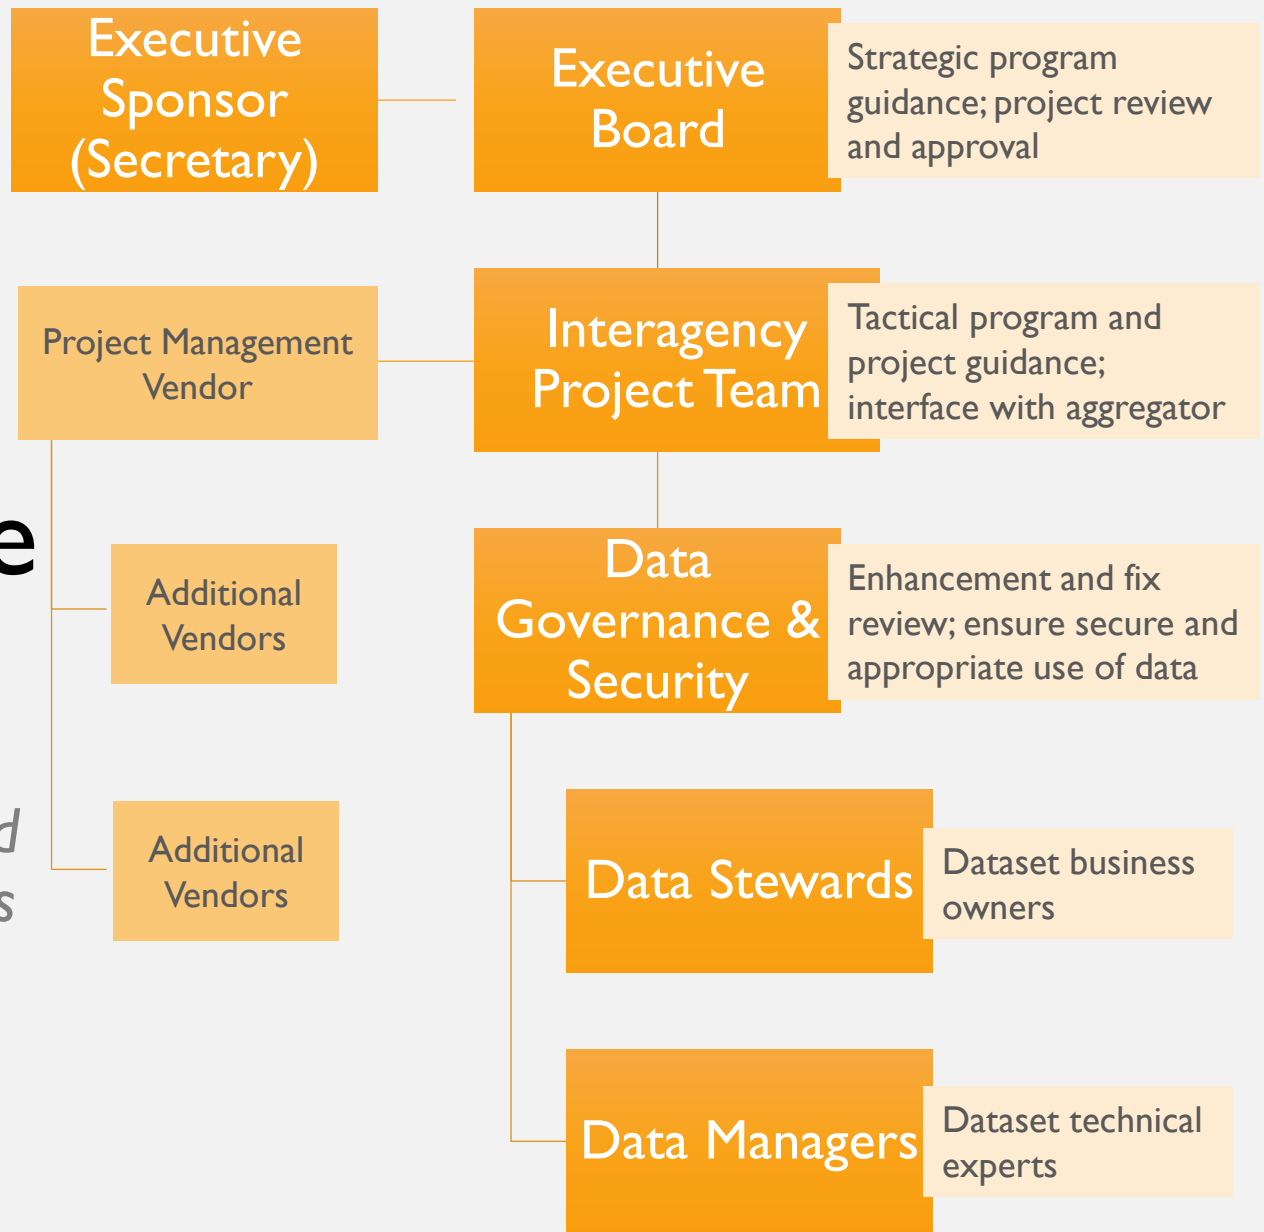 Executive
Sponsor
(Secretary)
Executive
Board
Strategic program
guidance; project review
and approval
Project Management
Vendor
Interagency
Project Team
Tactical program and
project guidance;
interface with aggregator
Additional
Vendors
Data
Governance &
Security
Enhancement and fix
review; ensure secure and
appropriate use of data
Additional
Vendors
Data Stewards
Dataset business
owners
Data Managers
Dataset technical
experts